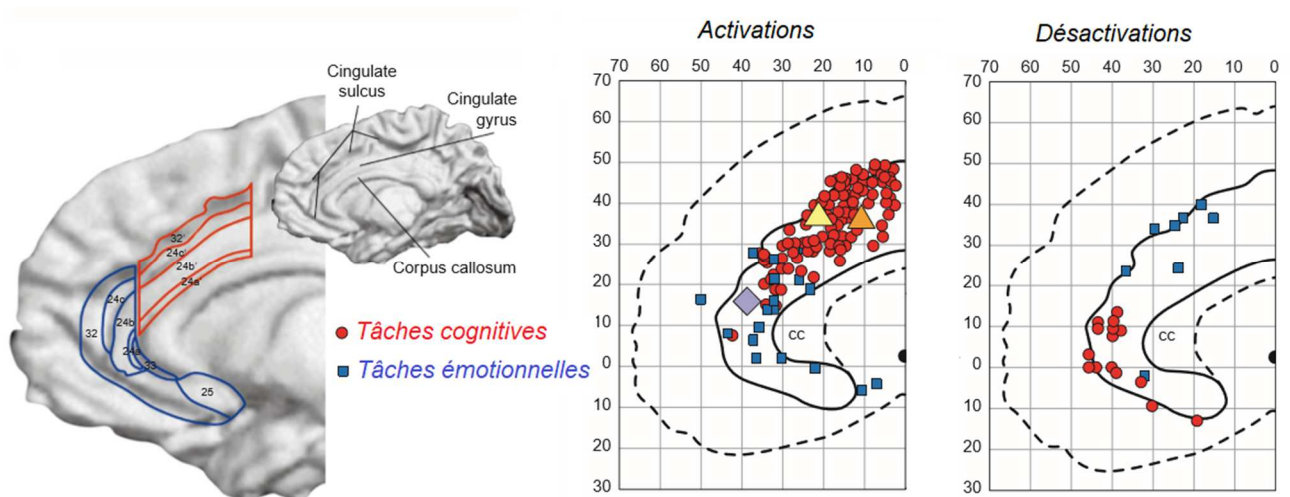 Cingulate
sulcus
Cingulate
gyrus
Corpus callosum
32'
24c'
24b'
24a'
32
24c
24b
24a
33
25
Tâches cognitives
Tâches émotionnelles
Activations
70 60 50 40 30 20 10 0
70
60
50
40
30
20
10
0
10
20
30
cc
Désactivations
70 60 50 40 30 20 10 0
70
60
50
40
30
20
10
0
10
20
30
cc